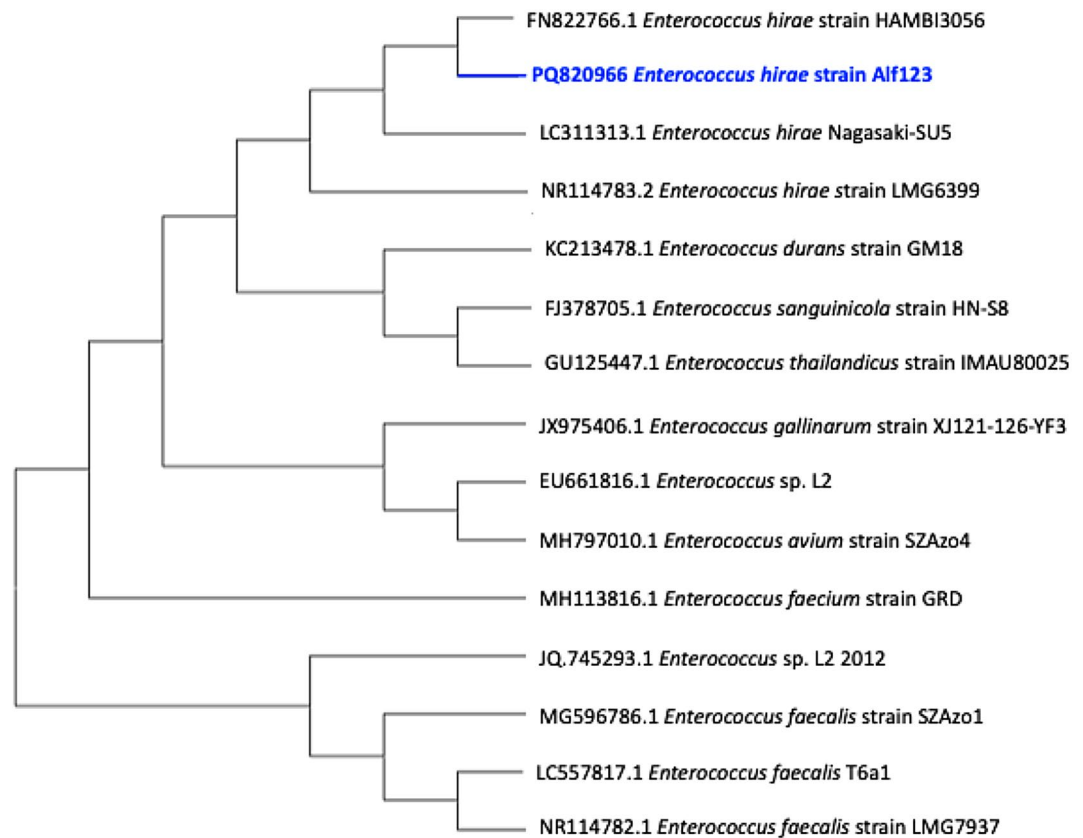 FN822766.1 Enterococcus hirae strain HAMBI3056
PQ820966 Enterococcus hirae strain Alf123
LC311313.1 Enterococcus hirae Nagasaki-SU5
NR114783.2 Enterococcus hirae strain LMG6399
KC213478.1 Enterococcus durans strain GM18
FJ378705.1 Enterococcus sanguinicola strain HN-S8
GU125447.1 Enterococcus thailandicus strain IMAU80025
JX975406.1 Enterococcus gallinarum strain XJ121-126-YF3
EU661816.1 Enterococcus sp. L2
MH797010.1 Enterococcus avium strain SZAzo4
MH113816.1 Enterococcus faecium strain GRD
JQ.745293.1 Enterococcus sp. L2 2012
MG596786.1 Enterococcus faecalis strain SZAzo1
LC557817.1 Enterococcus faecalis T6a1
NR114782.1 Enterococcus faecalis strain LMG7937